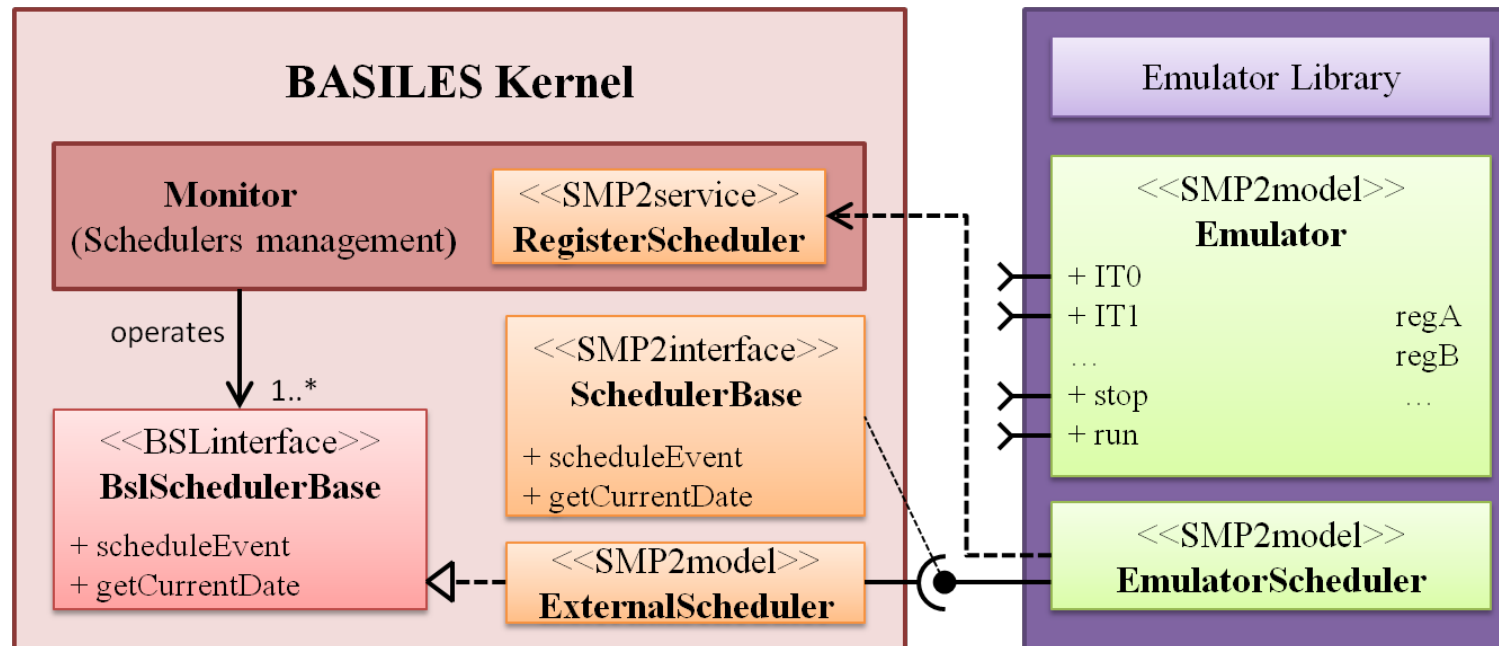 BASILES Kernel
Monitor
(Schedulers management)
<<SMP2service>>
RegisterScheduler
operates
1..*
<<BSLinterface>>
BslSchedulerBase
+ scheduleEvent
+ getCurrentDate
<<SMP2interface>>
SchedulerBase
+ scheduleEvent
+ getCurrentDate
<<SMP2model>>
ExternalScheduler
Emulator Library
<<SMP2model>>
Emulator
+ IT0
+ IT1 regA
... regB
+ stop ...
+ run
<<SMP2model>>
EmulatorScheduler